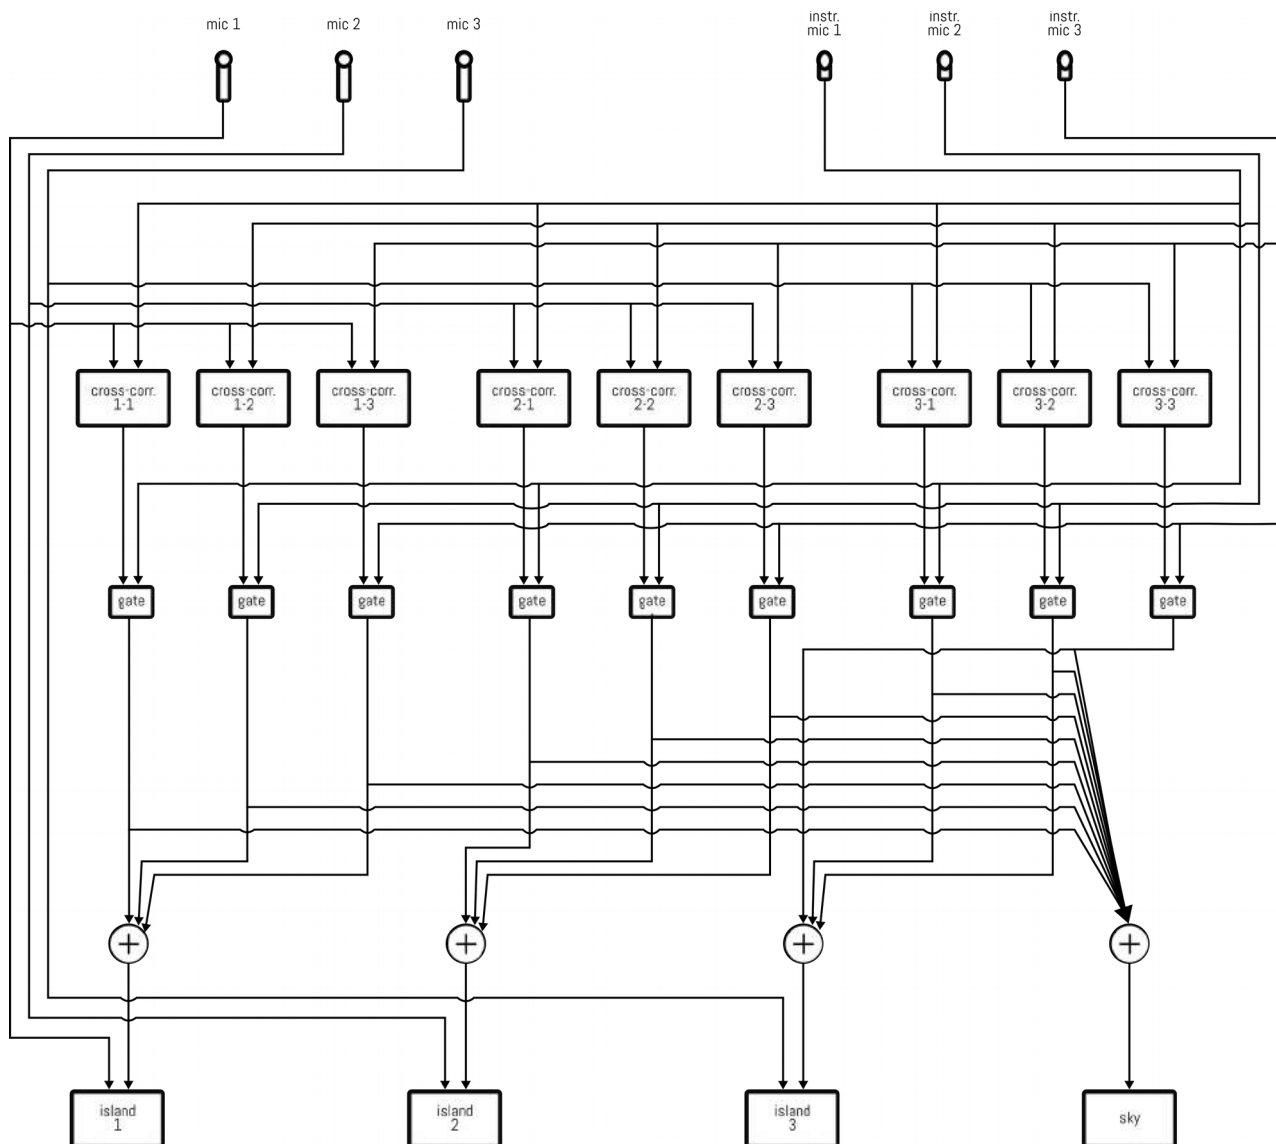 mic 1
mic 2
mic 3
instr.
mic 1
instr.
mic 2
instr.
mic 3
cross-corr.
1-1
cross-corr.
1-2
cross-corr.
1-3
cross-corr.
2-1
cross-corr.
2-2
cross-corr.
2-3
cross-corr.
3-1
cross-corr.
3-2
cross-corr.
3-3
gate
gate
gate
gate
gate
gate
gate
gate
gate
+
+
+
+
island
1
island
2
island
3
sky